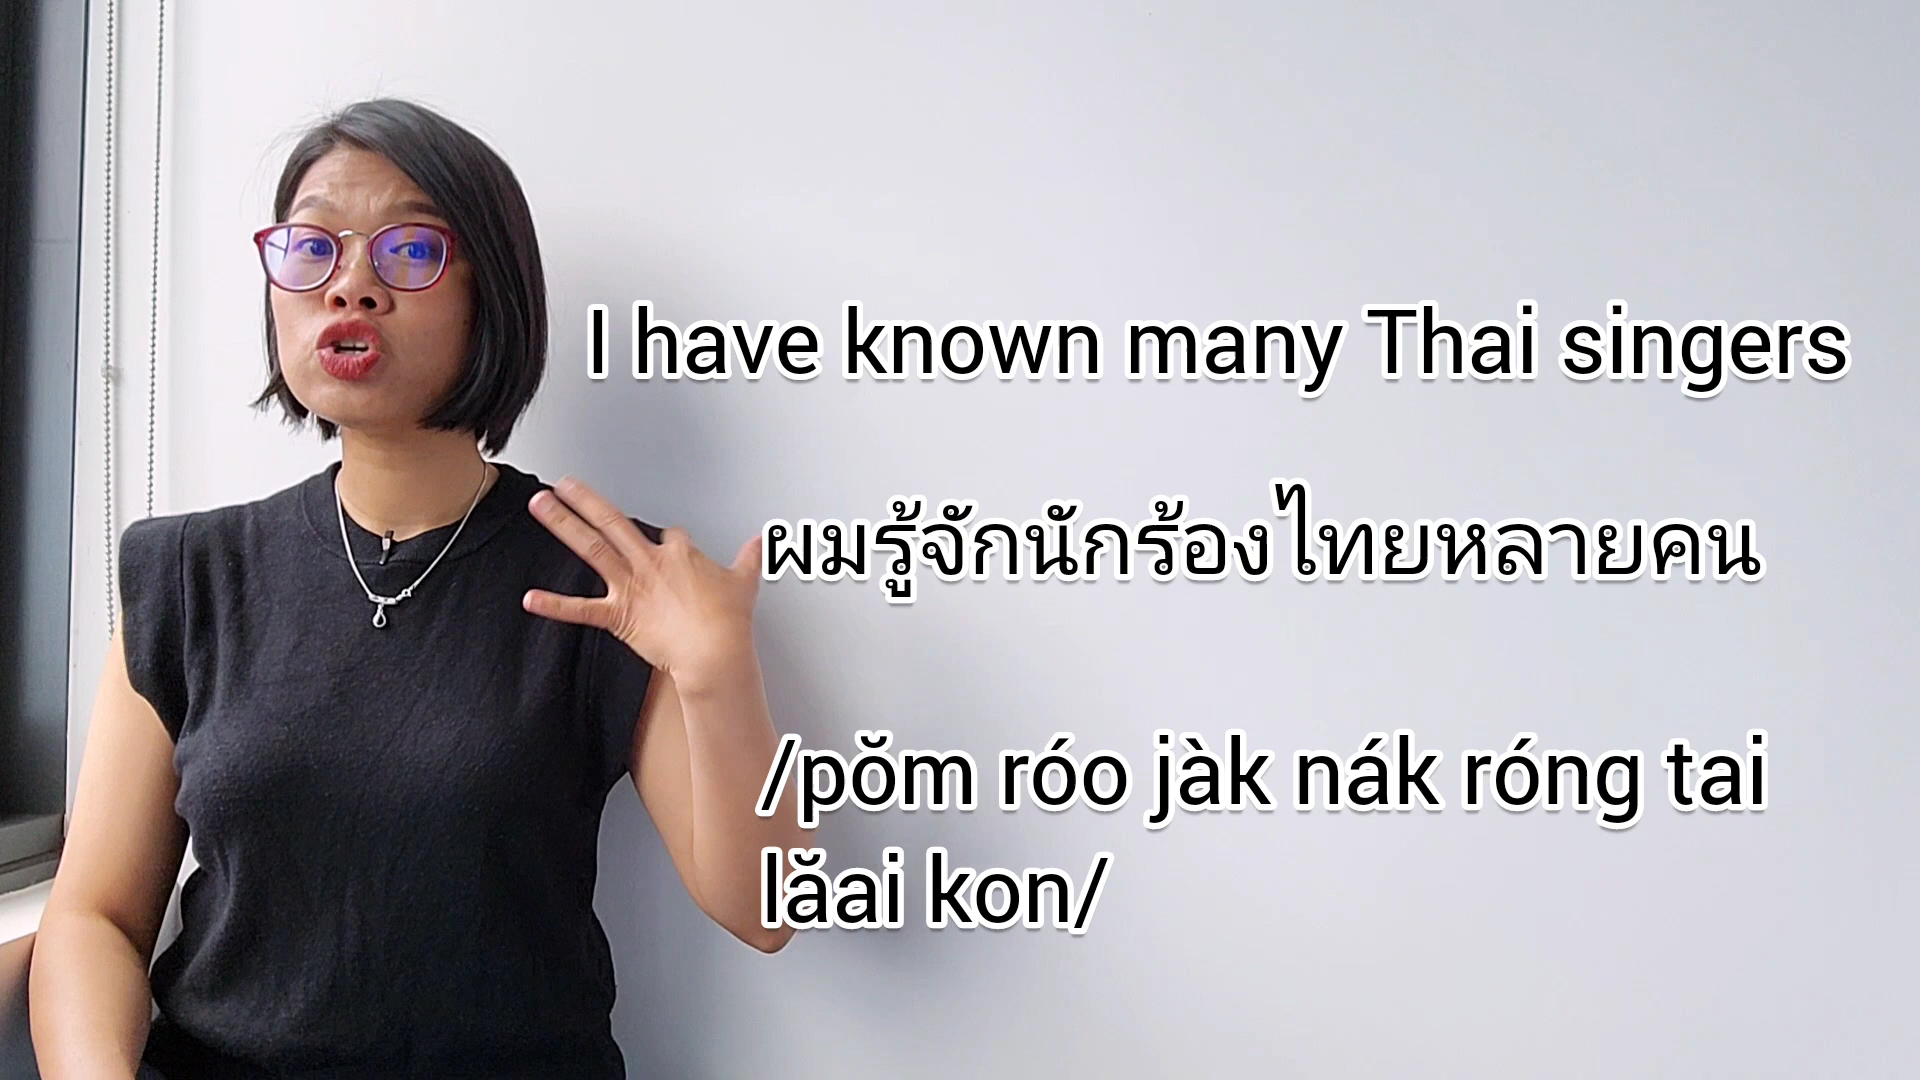 I have known many Thai singers
ผมรู้จักนักร้องไทยหลายคน
/pŏm róo jàk nák róng tai
lăai kon/